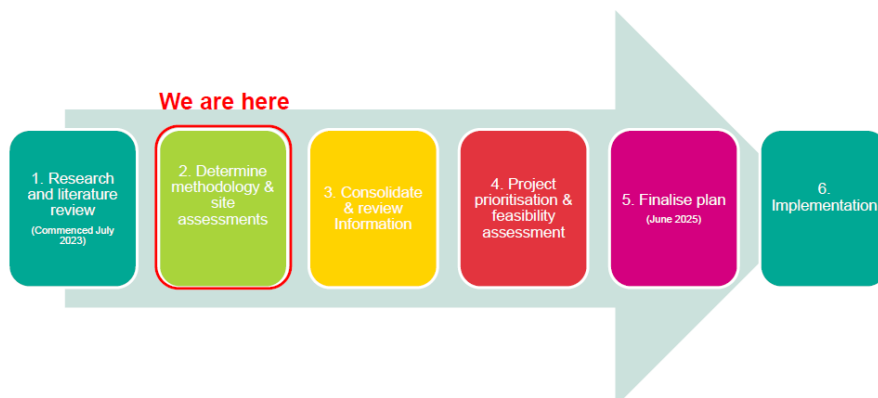 We are here
1. Research
and literature
review
(Commenced July
2023)
2. Determine
methodology &
site
assessments
3. Consolidate
& review
Information
4. Project
prioritisation &
feasibility
assessment
5. Finalise plan
(June 2025)
6.
Implementation